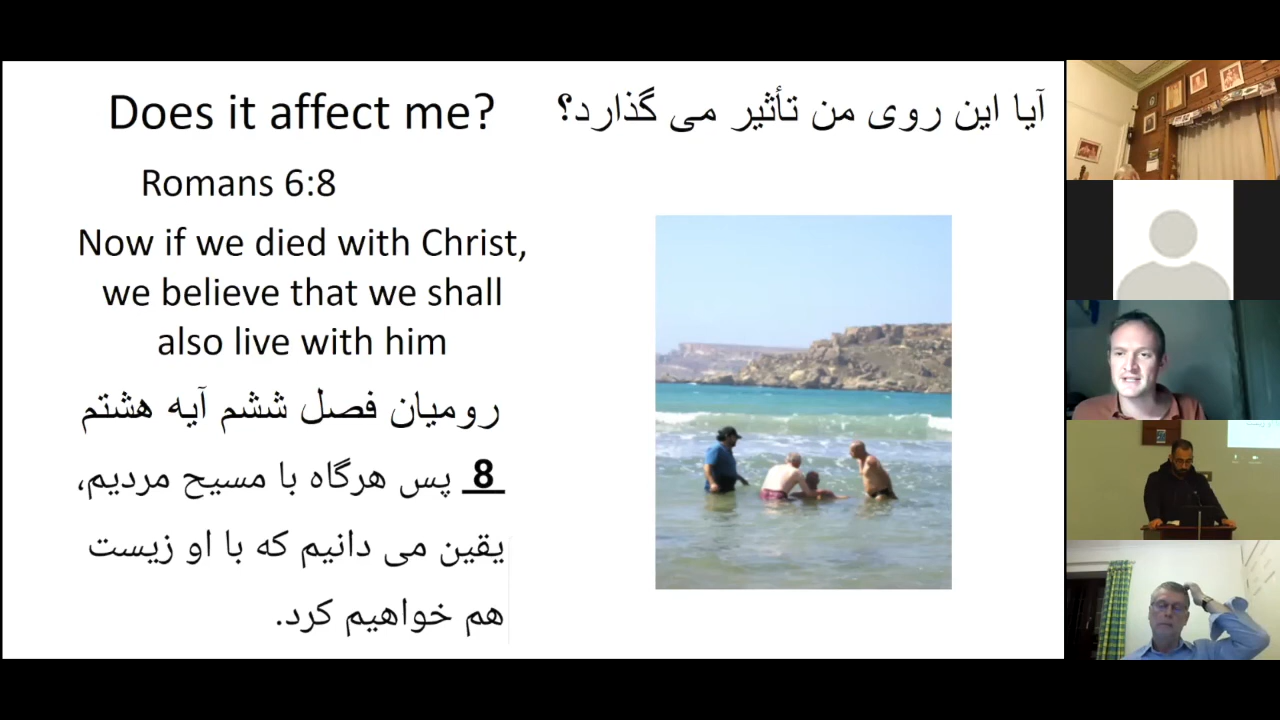 Does it affect me?
آیا این روی من تأثیر می گذارد؟
Romans 6:8
Now if we died with Christ,
we believe that we shall
also live with him
رومیان فصل ششم آیه هشتم
8 پس هرگاه با مسیح مردیم،
یقین می دانیم که با او زیست
هم خواهیم کرد.